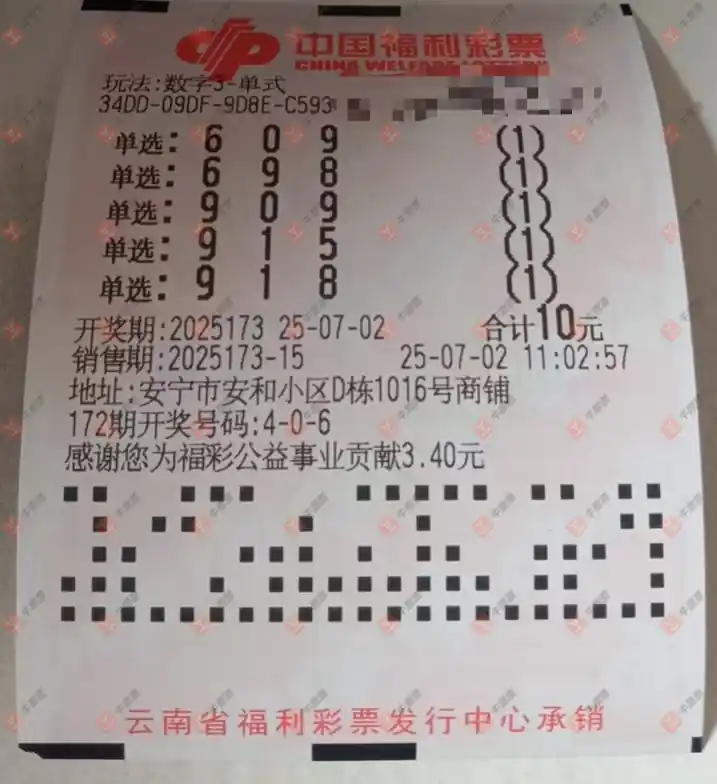 中国福利彩票
CHINA WELFARE LOTTERY
玩法:数字3-单式
34DD-09DF-9D8E-C593
单选: 6 0 9 (1)
单选: 6 9 8 (1)
单选: 9 0 9 (1)
单选: 9 1 5 (1)
单选: 9 1 8 (1)
开奖期:2025173 25-07-02 合计10元
销售期:2025173-15 25-07-02 11:02:57
地址:安宁市安和小区D栋1016号商铺
172期开奖号码:4-0-6
感谢您为福彩公益事业贡献3.40元
云南省福利彩票发行中心承销